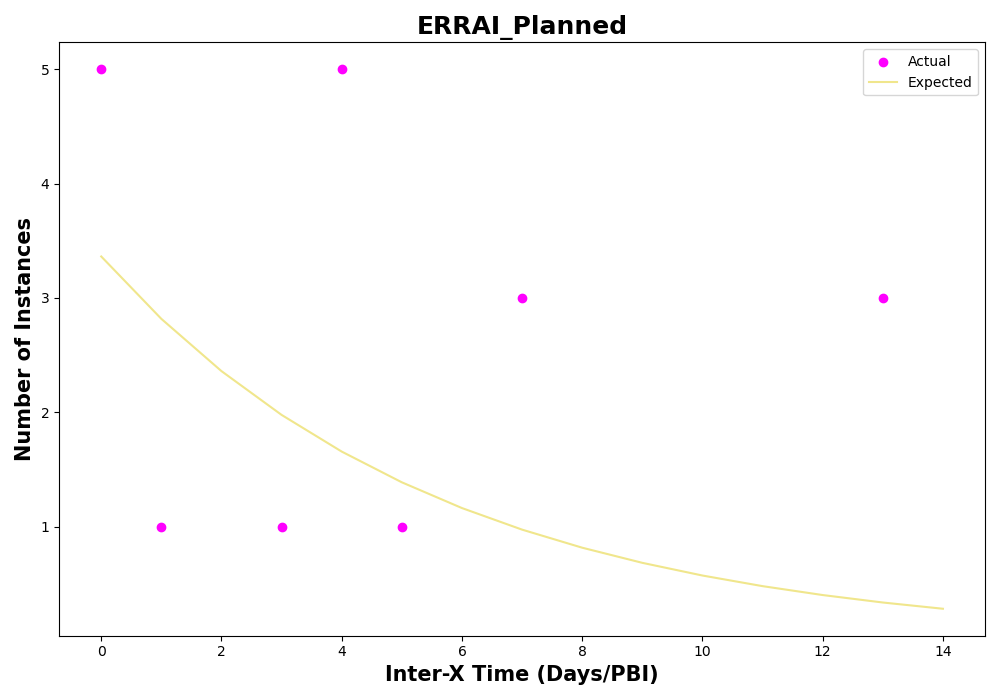 ERRAI_Planned
Actual
Expected
Number of Instances
5
4
3
2
1
0 2 4 6 8 10 12 14
Inter-X Time (Days/PBI)